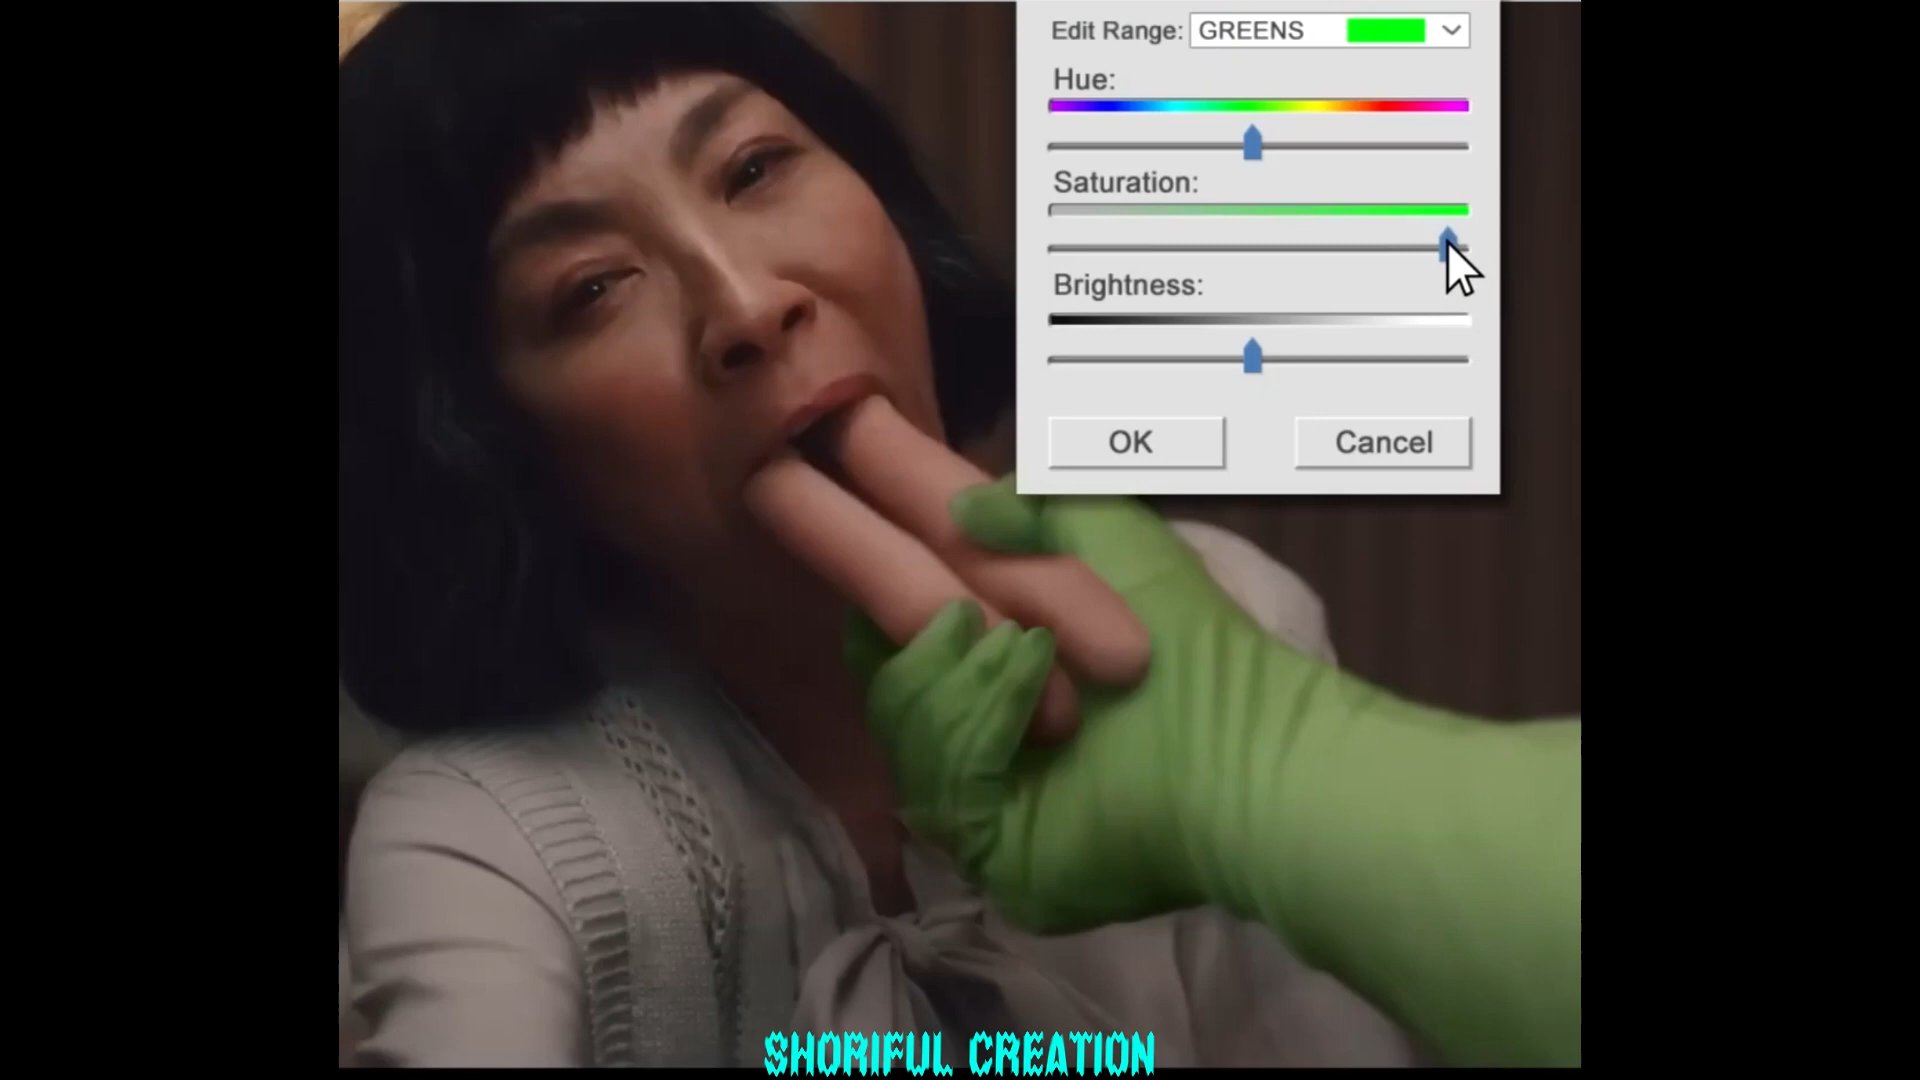 Edit Range: GREENS
Hue:
Saturation:
Brightness:
OK Cancel
SHORIFUL CREATION